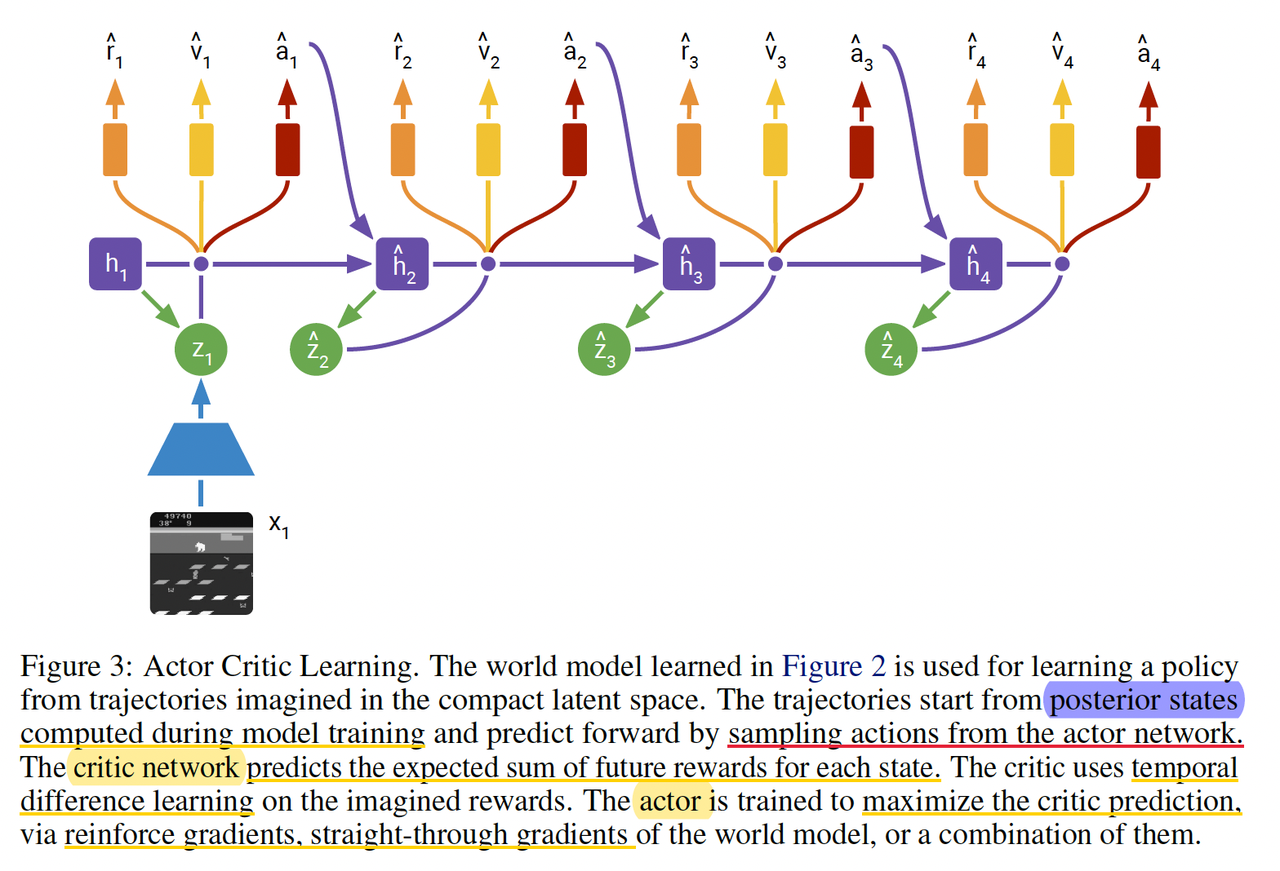 r̂1 v̂1 â1 r̂2 v̂2 â2 r̂3 v̂3 â3 r̂4 v̂4 â4
h1 ĥ2 ĥ3 ĥ4
z1 ẑ2 ẑ3 ẑ4
49740
38° 9
x1
Figure 3: Actor Critic Learning. The world model learned in Figure 2 is used for learning a policy
from trajectories imagined in the compact latent space. The trajectories start from posterior states
computed during model training and predict forward by sampling actions from the actor network.
The critic network predicts the expected sum of future rewards for each state. The critic uses temporal
difference learning on the imagined rewards. The actor is trained to maximize the critic prediction,
via reinforce gradients, straight-through gradients of the world model, or a combination of them.